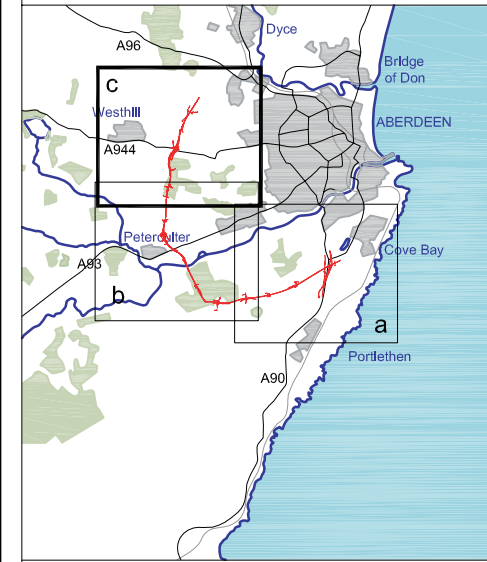 Dyce
A96
Bridge
of Don
c
Westhill
ABERDEEN
A944
Peterculter
Cove Bay
A93
b
a
Portlethen
A90